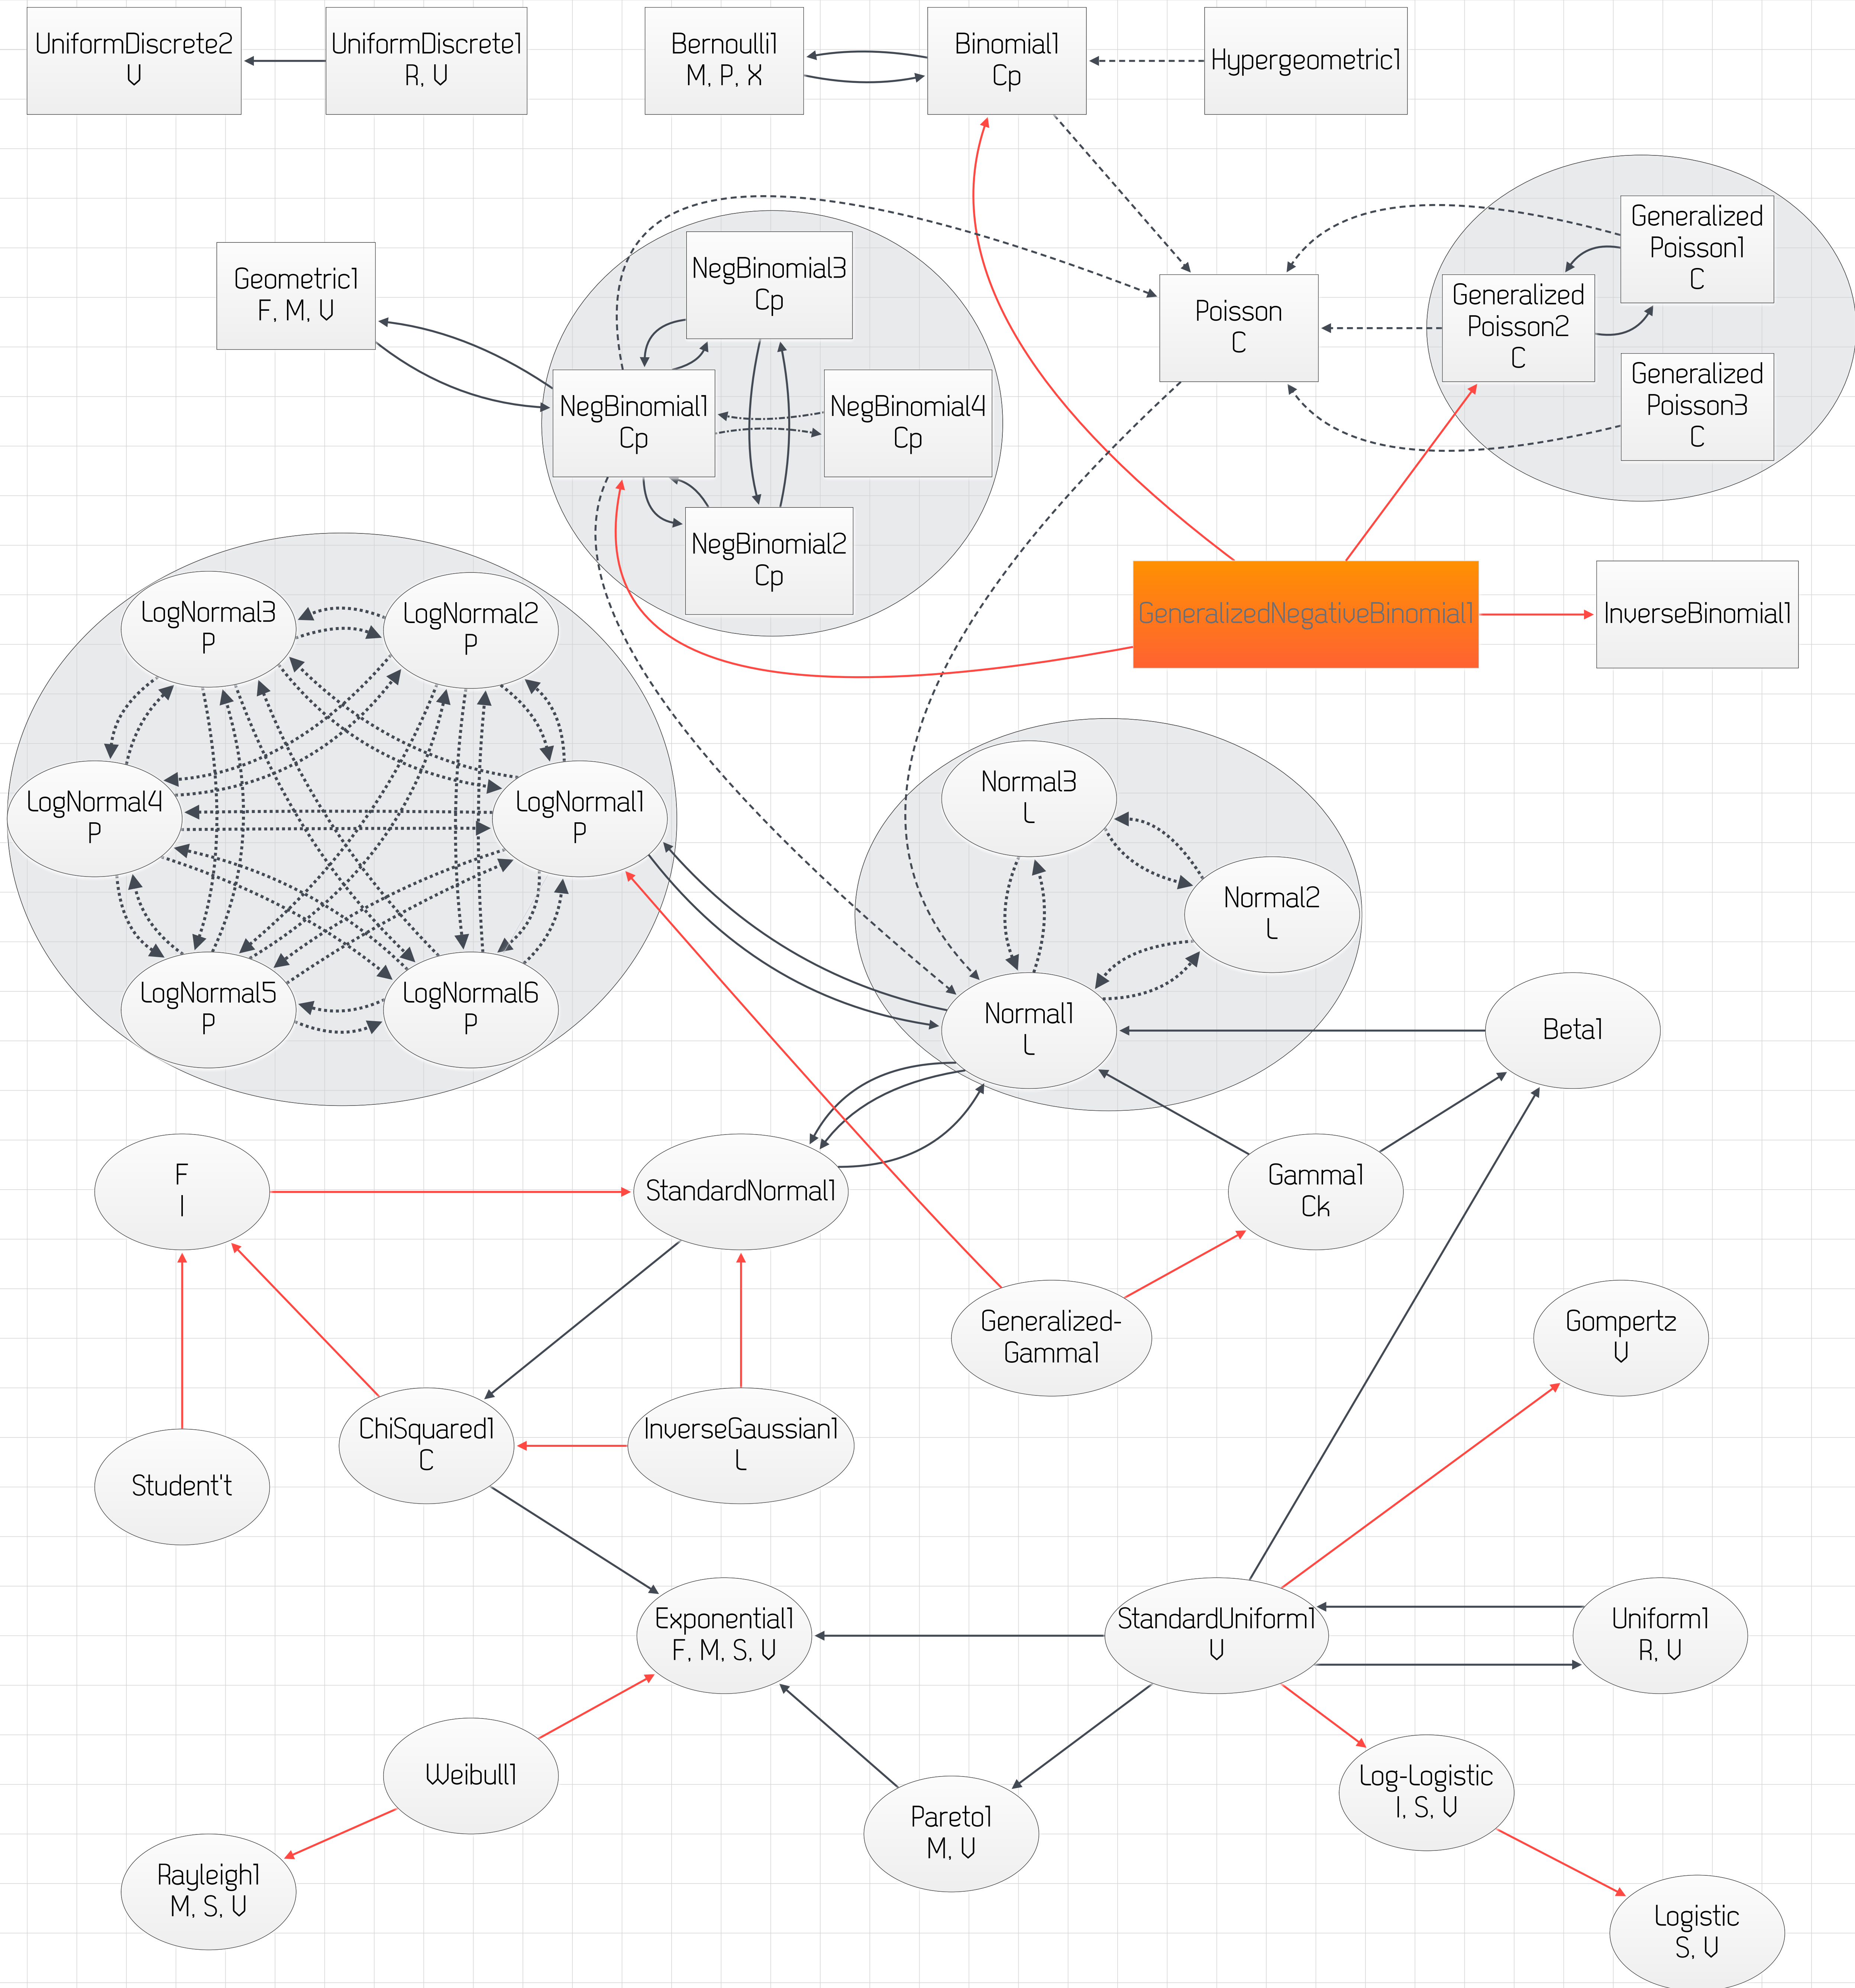 UniformDiscrete2
V
UniformDiscrete1
R, V
Bernoulli1
M, P, X
Binomial1
Cp
Hypergeometric1
Geometric1
F, M, V
NegBinomial3
Cp
NegBinomial1
Cp
NegBinomial4
Cp
NegBinomial2
Cp
Poisson
C
Generalized
Poisson1
C
Generalized
Poisson2
C
Generalized
Poisson3
C
GeneralizedNegativeBinomial1
InverseBinomial1
LogNormal3
P
LogNormal2
P
LogNormal4
P
LogNormal1
P
LogNormal5
P
LogNormal6
P
Normal3
L
Normal2
L
Normal1
L
Beta1
F
I
StandardNormal1
Gamma1
Ck
Generalized-
Gamma1
Gompertz
V
Student't
ChiSquared1
C
InverseGaussian1
L
Exponential1
F, M, S, V
StandardUniform1
V
Uniform1
R, V
Weibull1
Pareto1
M, V
Log-Logistic
I, S, V
Rayleigh1
M, S, V
Logistic
S, V